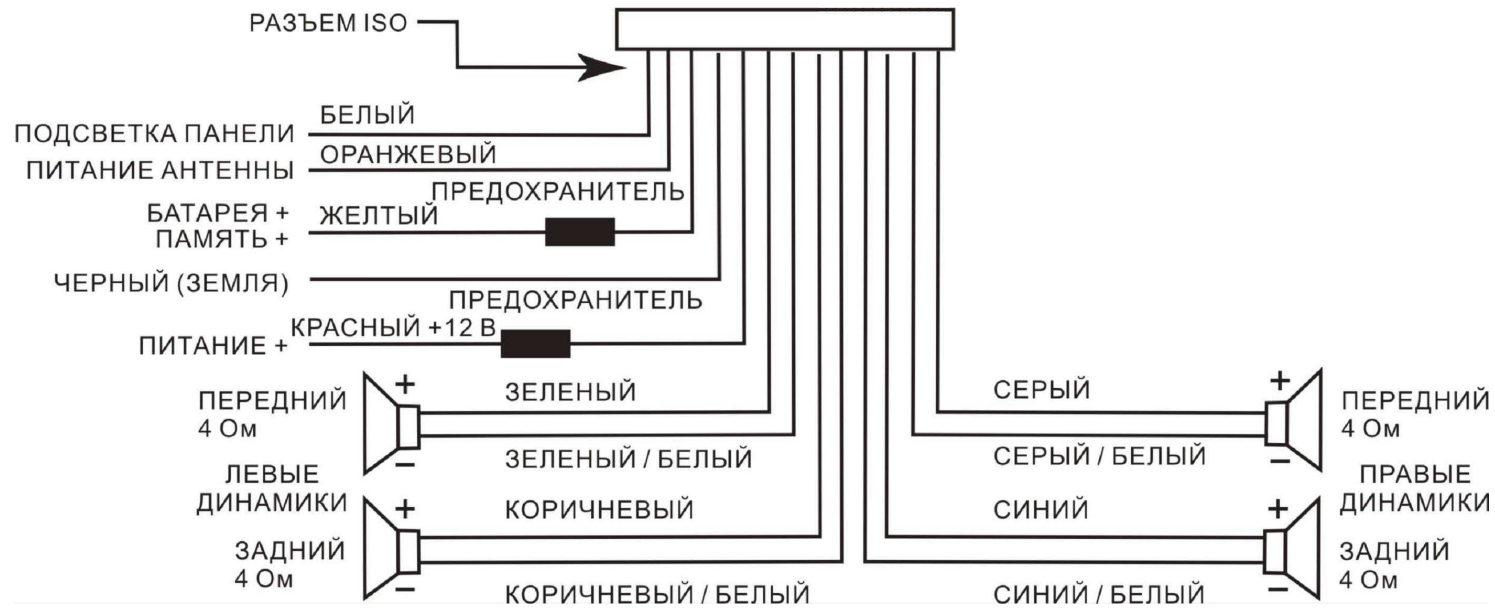 РАЗЪЕМ ISO
БЕЛЫЙ
ПОДСВЕТКА ПАНЕЛИ
ОРАНЖЕВЫЙ
ПИТАНИЕ АНТЕННЫ
ПРЕДОХРАНИТЕЛЬ
БАТАРЕЯ +
ЖЕЛТЫЙ
ПАМЯТЬ +
ЧЕРНЫЙ (ЗЕМЛЯ)
ПРЕДОХРАНИТЕЛЬ
КРАСНЫЙ +12 В
ПИТАНИЕ +
ПЕРЕДНИЙ
4 Ом
+
−
ЗЕЛЕНЫЙ
ЗЕЛЕНЫЙ / БЕЛЫЙ
СЕРЫЙ
СЕРЫЙ / БЕЛЫЙ
+
−
ПЕРЕДНИЙ
4 Ом
ЛЕВЫЕ
ДИНАМИКИ
ПРАВЫЕ
ДИНАМИКИ
ЗАДНИЙ
4 Ом
+
−
КОРИЧНЕВЫЙ
КОРИЧНЕВЫЙ / БЕЛЫЙ
СИНИЙ
СИНИЙ / БЕЛЫЙ
+
−
ЗАДНИЙ
4 Ом